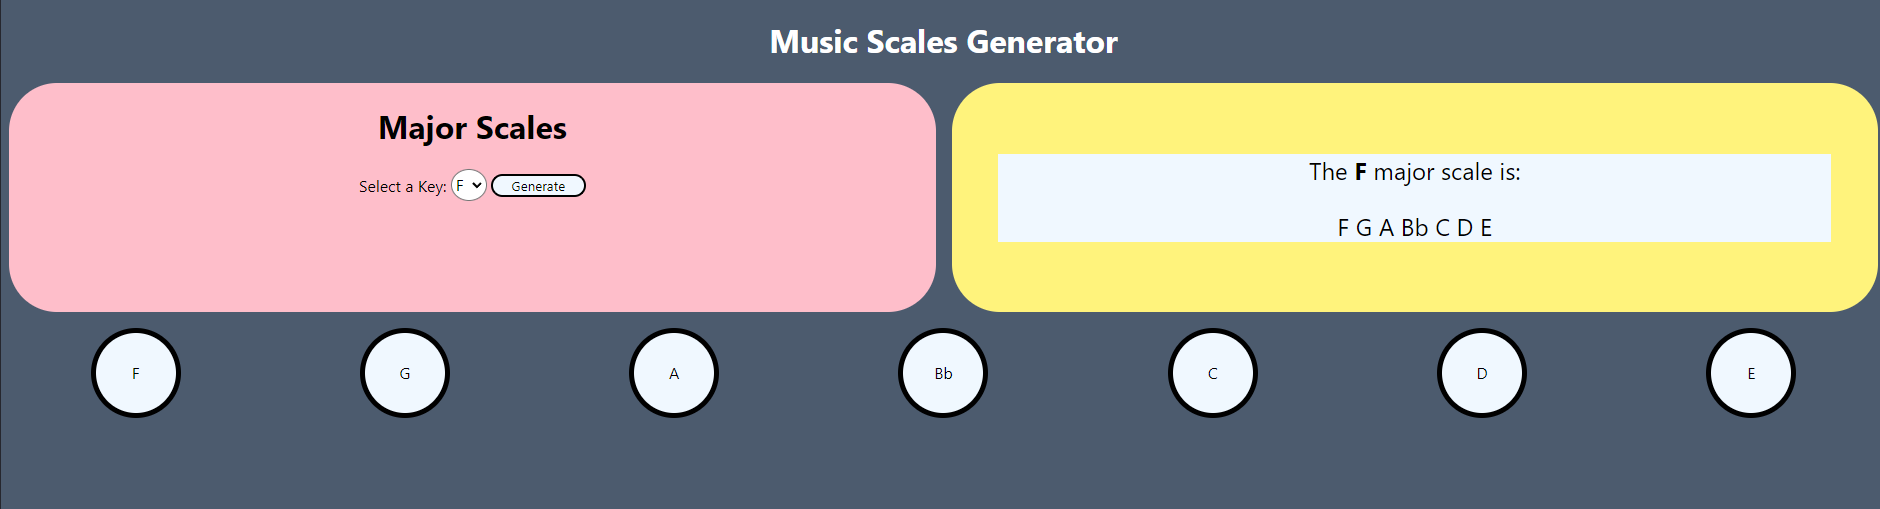 Music Scales Generator
Major Scales
Select a Key: F Generate
The F major scale is:
F G A Bb C D E
F G A Bb C D E